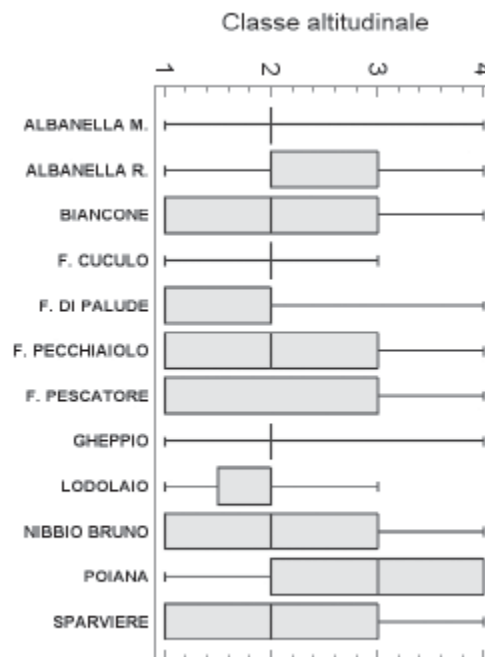 Classe altitudinale
1 2 3 4
ALBANELLA M.
ALBANELLA R.
BIANCONE
F. CUCULO
F. DI PALUDE
F. PECCHIAIOLO
F. PESCATORE
GHEPPIO
LODOLAIO
NIBBIO BRUNO
POIANA
SPARVIERE